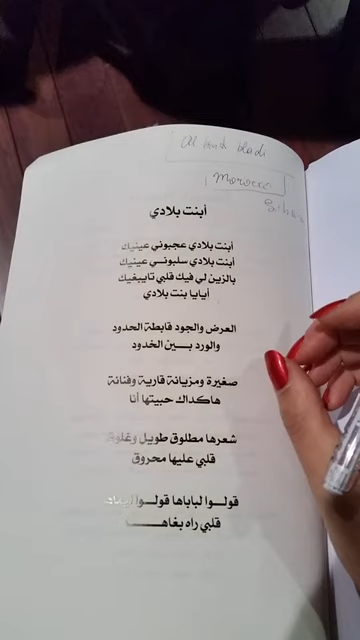 Al bint bladi
Morocco
أبنت بلادي
أبنت بلادي عجبوني عينيك
أبنت بلادي سلبوني عينيك
بالزين لي فيك قلبي تايبغيك
أيايا بنت بلادي
العرض والجود قابطة الحدود
والورد بين الخدود
صغيرة ومزيانة قارية وفنانة
هاكداك حبيتها أنا
شعرها مطلوق طويل وغلوق
قلبي عليها محروق
قولوا لباباها قولوا
قلبي راه بغاها